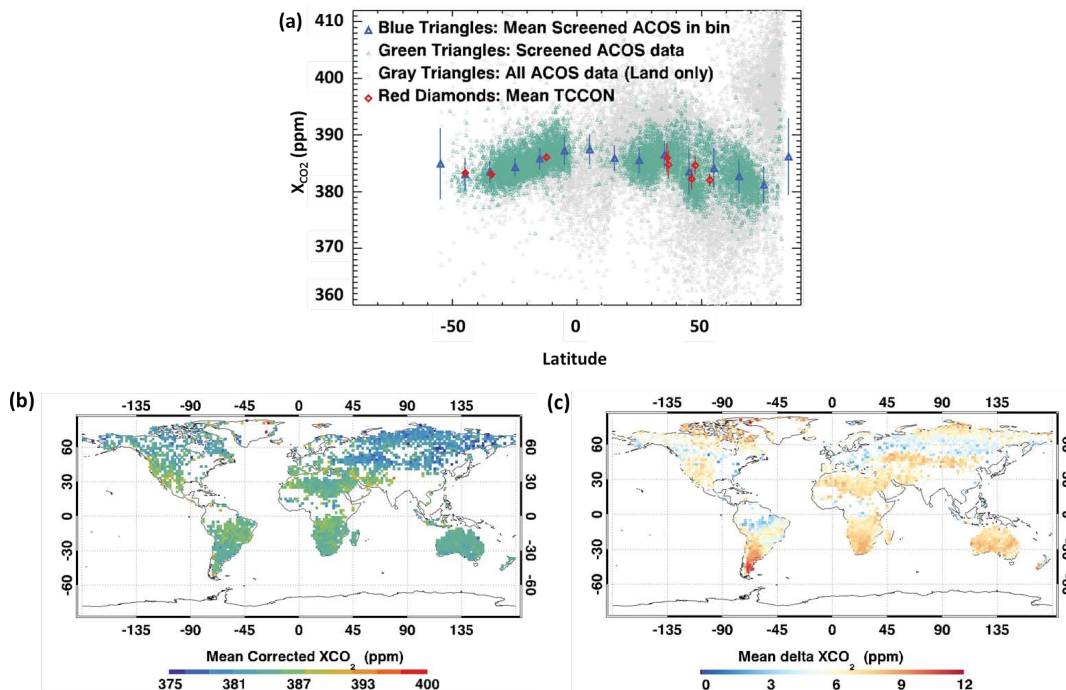 (a)
412
400
390
380
370
360
X_CO2 (ppm)
Blue Triangles: Mean Screened ACOS in bin
Green Triangles: Screened ACOS data
Gray Triangles: All ACOS data (Land only)
Red Diamonds: Mean TCCON
-50 0 50
Latitude
(b)
-135 -90 -45 0 45 90 135
60 60
30 30
0 0
-30 -30
-60 -60
-135 -90 -45 0 45 90 135
Mean Corrected XCO2 (ppm)
375 381 387 393 400
(c)
-135 -90 -45 0 45 90 135
60 60
30 30
0 0
-30 -30
-60 -60
-135 -90 -45 0 45 90 135
Mean delta XCO2 (ppm)
0 3 6 9 12